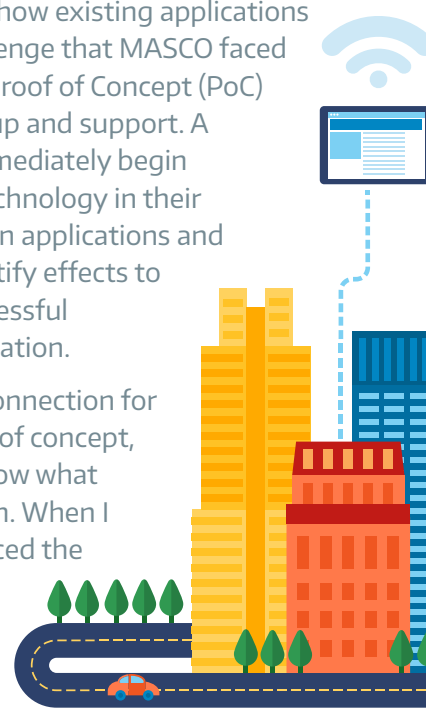 how existing applications
enge that MASCO faced
roof of Concept (PoC)
up and support. A
mediately begin
chnology in their
n applications and
tify effects to
essful
ation.
onnection for
of concept,
ow what
n. When I
ced the